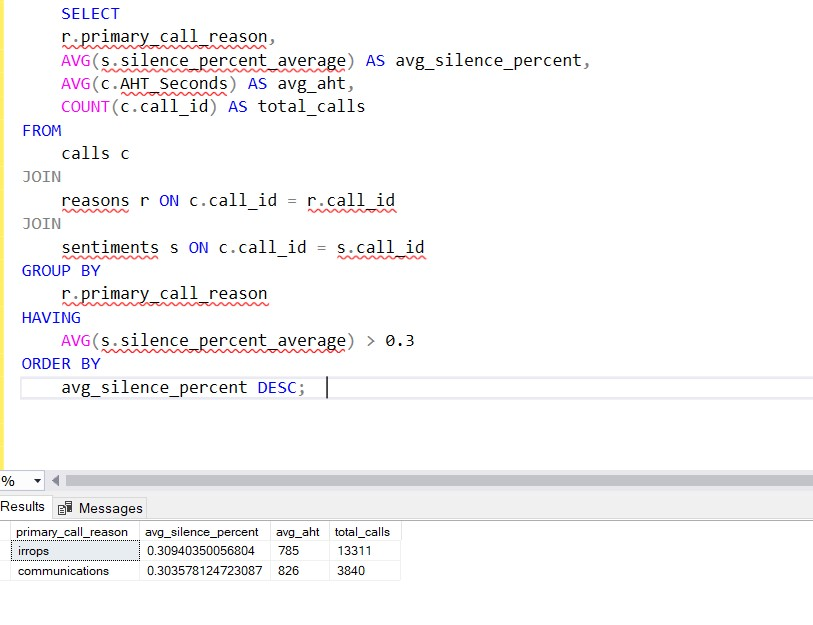 SELECT
r.primary_call_reason,
AVG(s.silence_percent_average) AS avg_silence_percent,
AVG(c.AHT_Seconds) AS avg_aht,
COUNT(c.call_id) AS total_calls
FROM
calls c
JOIN
reasons r ON c.call_id = r.call_id
JOIN
sentiments s ON c.call_id = s.call_id
GROUP BY
r.primary_call_reason
HAVING
AVG(s.silence_percent_average) > 0.3
ORDER BY
avg_silence_percent DESC;
%
Results Messages
primary_call_reason avg_silence_percent avg_aht total_calls
irrops 0.30940350056804 785 13311
communications 0.303578124723087 826 3840